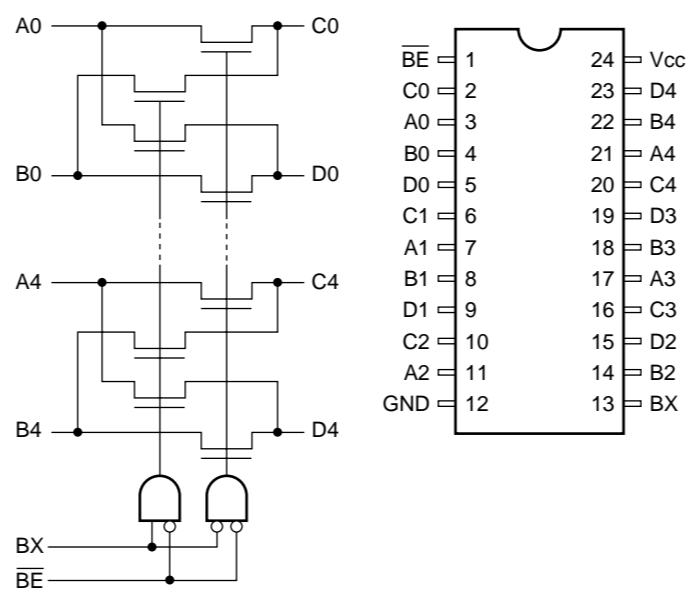 A0 C0
B0 D0
A4 C4
B4 D4
BX
B̅E̅
B̅E̅ 1 24 Vcc
C0 2 23 D4
A0 3 22 B4
B0 4 21 A4
D0 5 20 C4
C1 6 19 D3
A1 7 18 B3
B1 8 17 A3
D1 9 16 C3
C2 10 15 D2
A2 11 14 B2
GND 12 13 BX